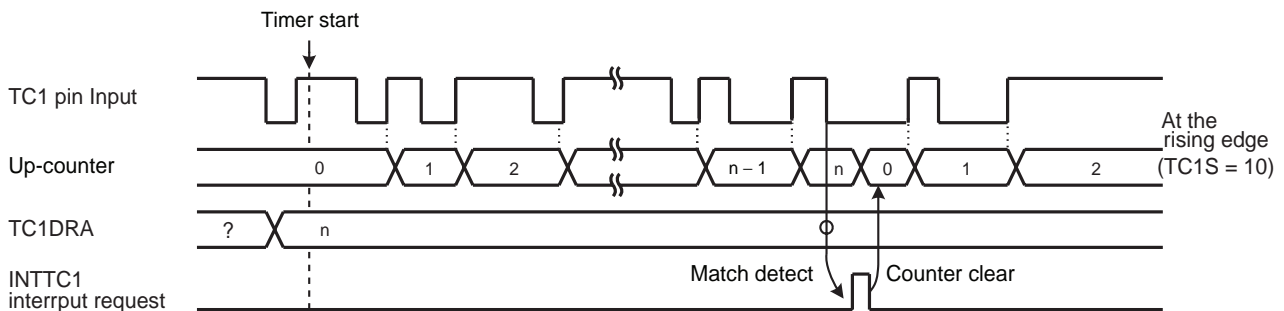 Timer start
TC1 pin Input
At the
rising edge
(TC1S = 10)
Up-counter
0
1
2
n – 1
n
0
1
2
TC1DRA
?
n
Match detect
Counter clear
INTTC1
interrput request